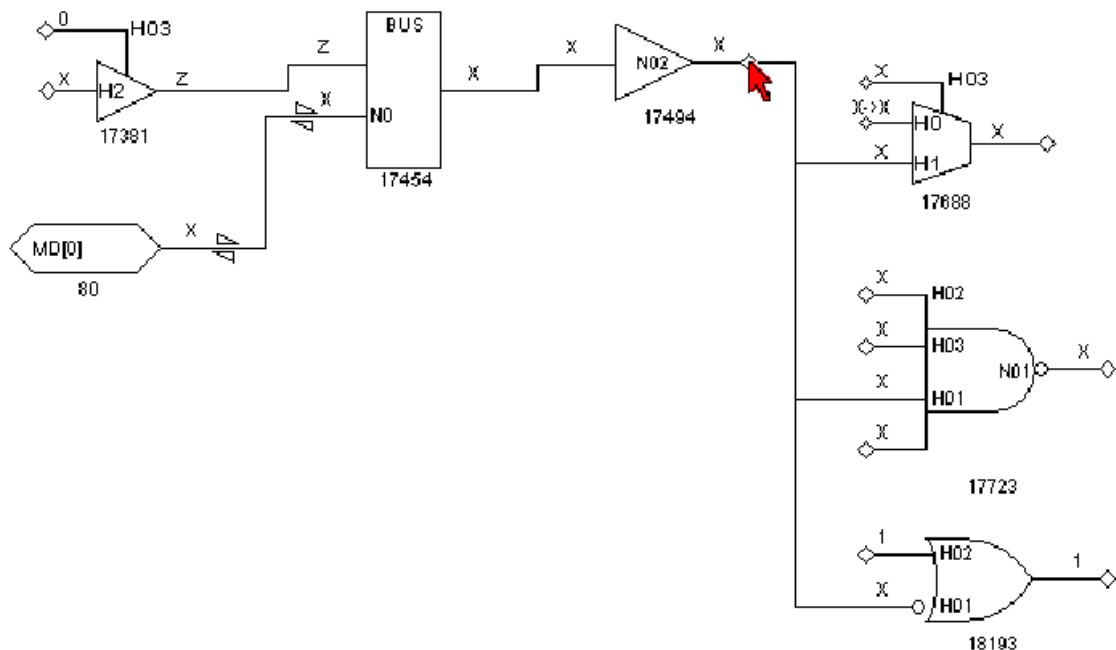 0
H03
X
H2
Z
17381
Z
BUS
X
N0
X
17454
X
N02
X
17494
MD[0]
X
80
X
H03
X->X
H0
X
X
H1
17688
X
H02
X
H03
X
H01
N01
X
X
17723
1
H02
X
H01
1
18193